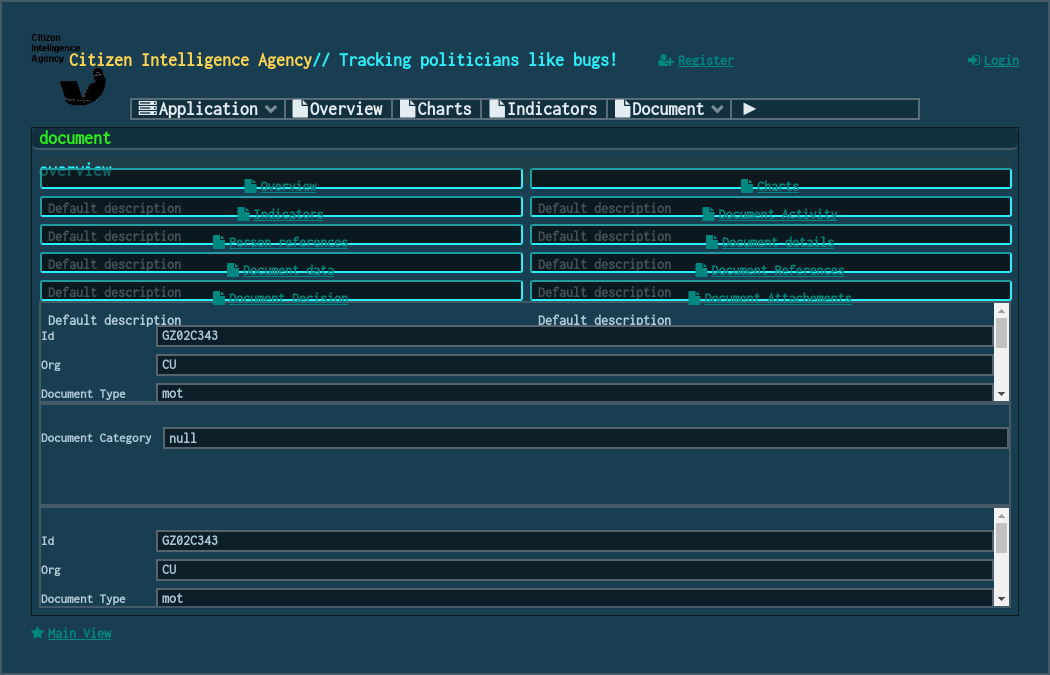 Citizen
Intelligence
Agency
Citizen Intelligence Agency// Tracking politicians like bugs!
Register
Login
Application
Overview
Charts
Indicators
Document
document
overview
Overview
Charts
Default description
Indicators
Default description
Document Activity
Default description
Person references
Default description
Document details
Default description
Document data
Default description
Document References
Default description
Document Decision
Default description
Document Attachements
Default description
Default description
Id
GZ02C343
Org
CU
Document Type
mot
Document Category
null
Id
GZ02C343
Org
CU
Document Type
mot
Main View